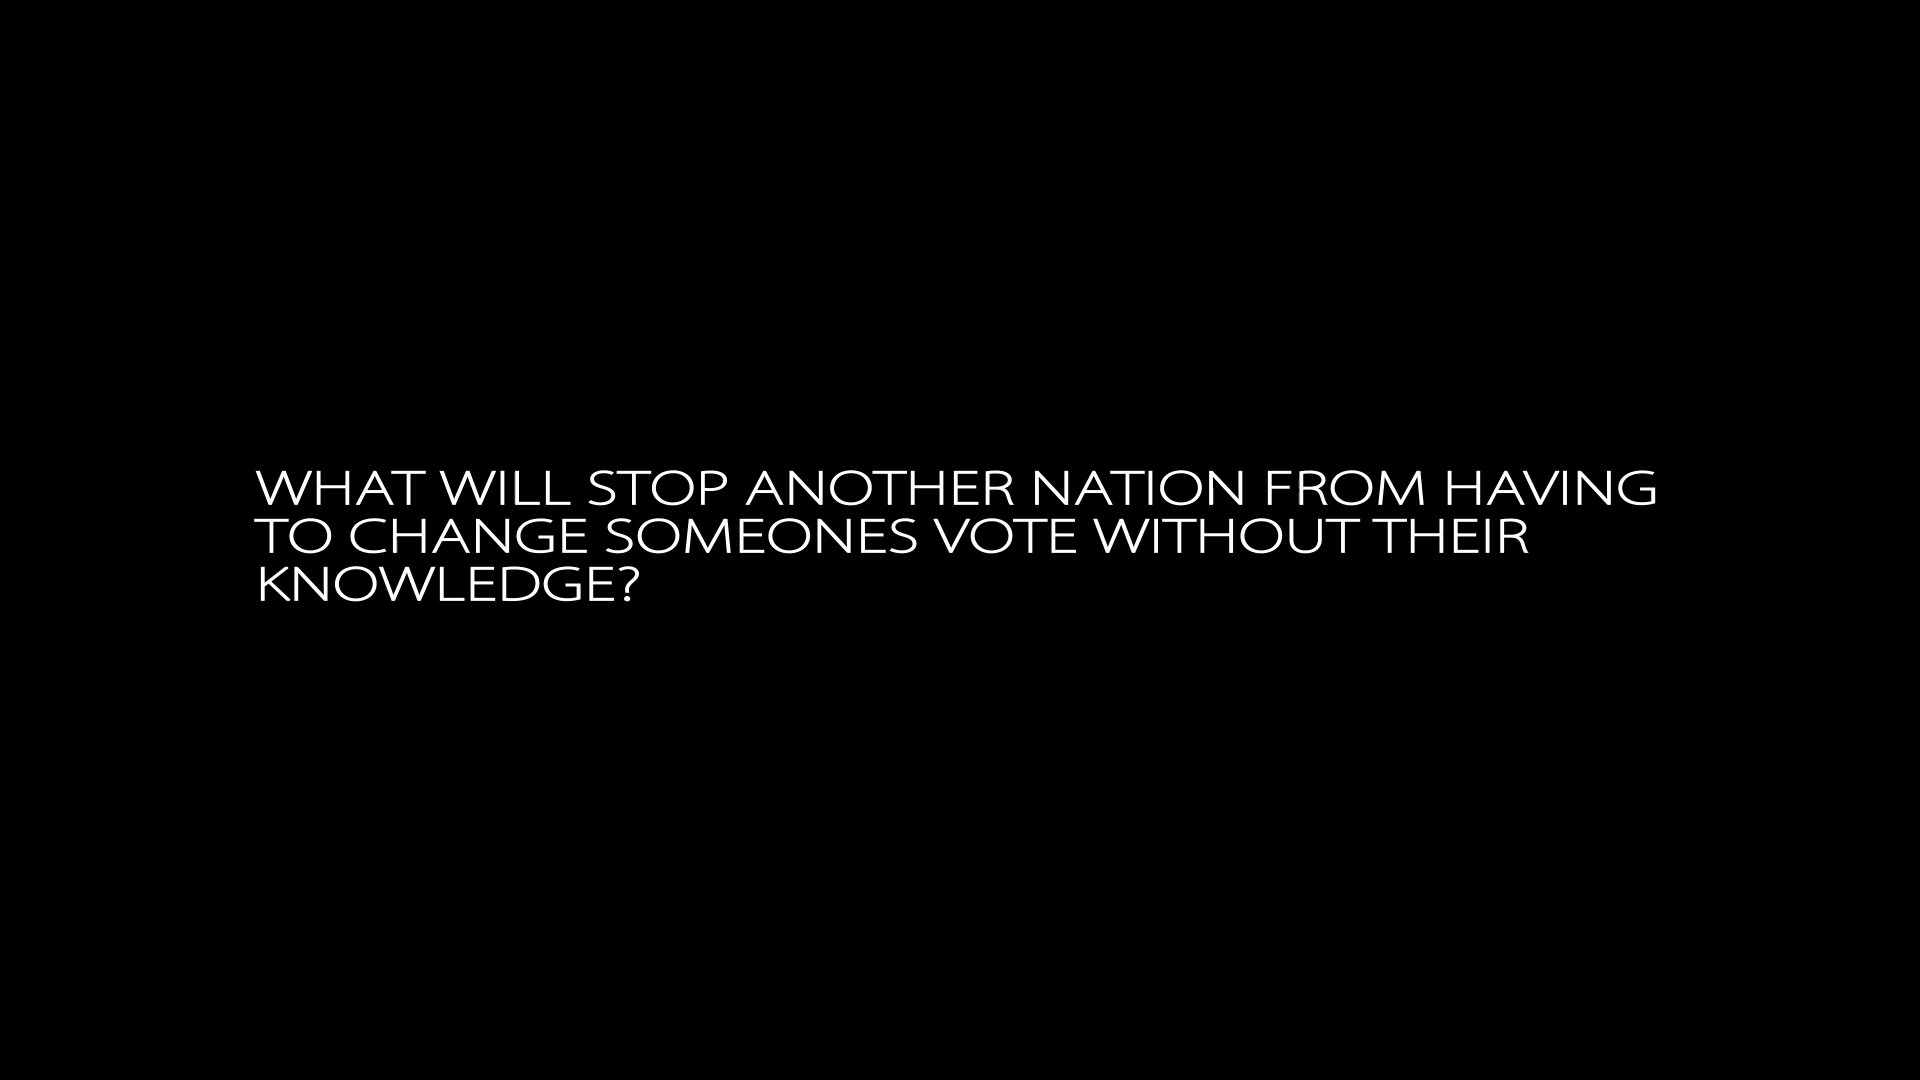 WHAT WILL STOP ANOTHER NATION FROM HAVING
TO CHANGE SOMEONES VOTE WITHOUT THEIR
KNOWLEDGE?